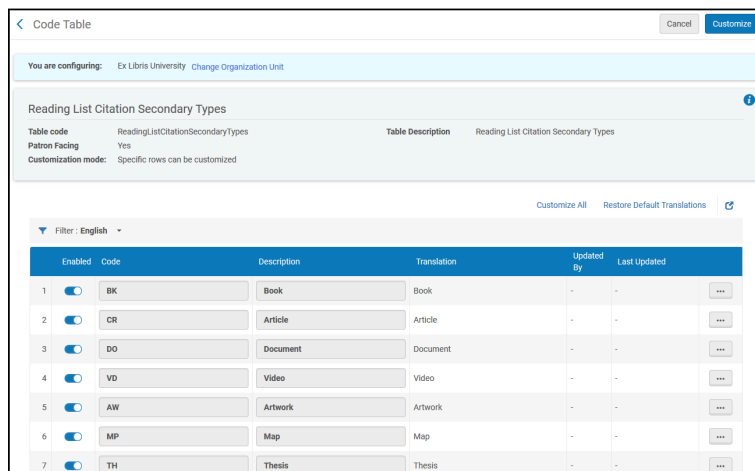 Code Table
Cancel
Customize
You are configuring: Ex Libris University Change Organization Unit
Reading List Citation Secondary Types
Table code ReadingListCitationSecondaryTypes Table Description Reading List Citation Secondary Types
Patron Facing Yes
Customization mode: Specific rows can be customized
Customize All Restore Default Translations
Filter : English
Enabled Code Description Translation Updated By Last Updated
1 BK Book Book - -
2 CR Article Article - -
3 DO Document Document - -
4 VD Video Video - -
5 AW Artwork Artwork - -
6 MP Map Map - -
7 TH Thesis Thesis - -